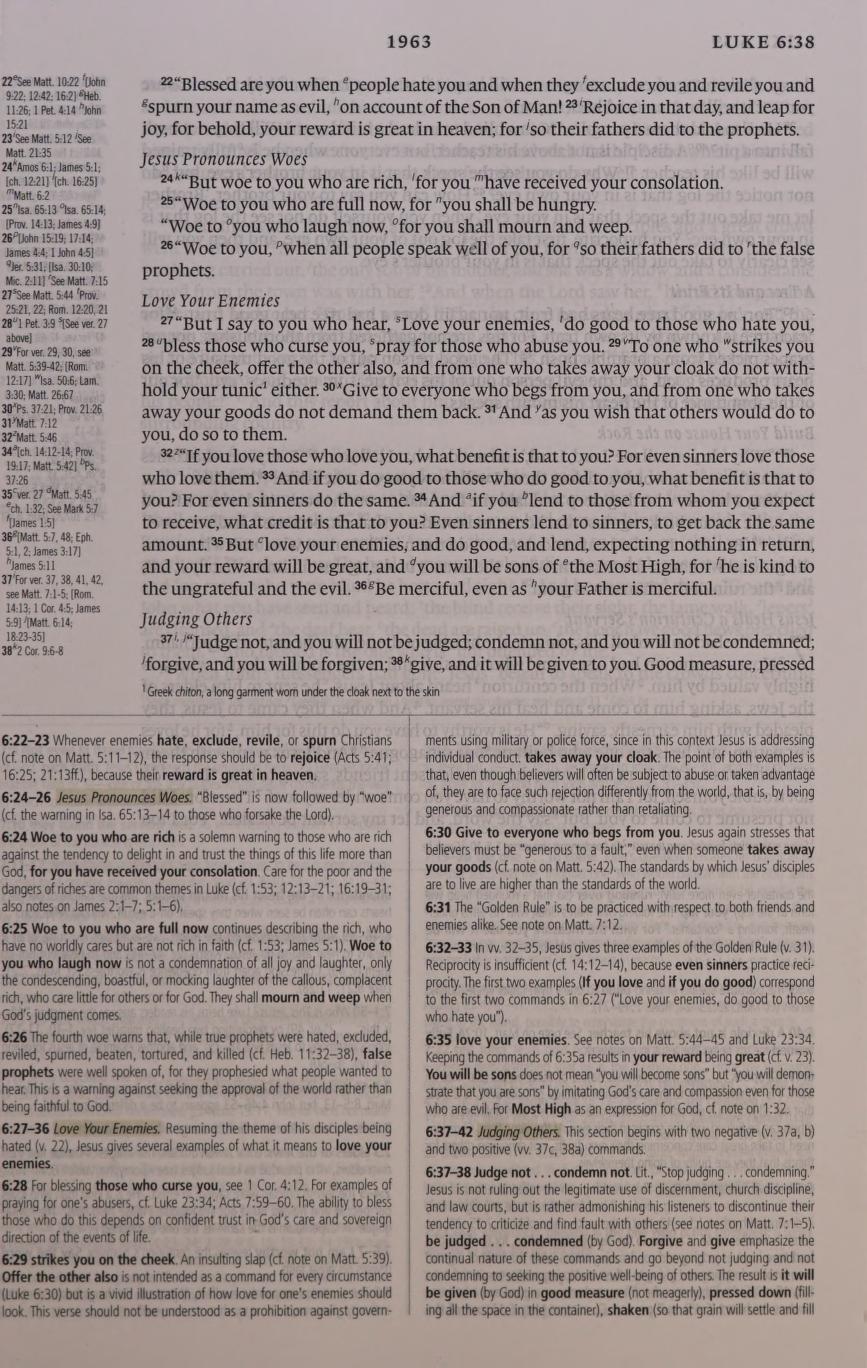 1963 LUKE 6:38
22 eSee Matt. 10:22 f[John
9:22; 12:42; 16:2] gHeb.
11:26; 1 Pet. 4:14 hJohn
15:21
23 iSee Matt. 5:12 jSee
Matt. 21:35
24 kAmos 6:1; James 5:1;
[ch. 12:21] l[ch. 16:25]
mMatt. 6:2
25 nIsa. 65:13 oIsa. 65:14;
[Prov. 14:13; James 4:9]
26 p[John 15:19; 17:14;
James 4:4; 1 John 4:5]
qJer. 5:31; [Isa. 30:10;
Mic. 2:11] rSee Matt. 7:15
27 sSee Matt. 5:44 tProv.
25:21, 22; Rom. 12:20, 21
28 u1 Pet. 3:9 s[See ver. 27
above]
29 vFor ver. 29, 30, see
Matt. 5:39-42; [Rom.
12:17] wIsa. 50:6; Lam.
3:30; Matt. 26:67
30 xPs. 37:21; Prov. 21:26
31 yMatt. 7:12
32 zMatt. 5:46
34 a[ch. 14:12-14; Prov.
19:17; Matt. 5:42] bPs.
37:26
35 cver. 27 dMatt. 5:45
ech. 1:32; See Mark 5:7
f[James 1:5]
36 g[Matt. 5:7, 48; Eph.
5:1, 2; James 3:17]
hJames 5:11
37 iFor ver. 37, 38, 41, 42,
see Matt. 7:1-5; [Rom.
14:13; 1 Cor. 4:5; James
5:9] j[Matt. 6:14;
18:23-35]
38 k2 Cor. 9:6-8
22 “Blessed are you when epeople hate you and when they fexclude you and revile you and
gspurn your name as evil, hon account of the Son of Man! 23 iRejoice in that day, and leap for
joy, for behold, your reward is great in heaven; for jso their fathers did to the prophets.
Jesus Pronounces Woes
24 k“But woe to you who are rich, lfor you mhave received your consolation.
25 “Woe to you who are full now, for nyou shall be hungry.
“Woe to oyou who laugh now, ofor you shall mourn and weep.
26 “Woe to you, pwhen all people speak well of you, for qso their fathers did to rthe false
prophets.
Love Your Enemies
27 “But I say to you who hear, sLove your enemies, tdo good to those who hate you,
28 ubless those who curse you, spray for those who abuse you. 29 vTo one who wstrikes you
on the cheek, offer the other also, and from one who takes away your cloak do not with-
hold your tunic1 either. 30 xGive to everyone who begs from you, and from one who takes
away your goods do not demand them back. 31 And yas you wish that others would do to
you, do so to them.
32 z“If you love those who love you, what benefit is that to you? For even sinners love those
who love them. 33 And if you do good to those who do good to you, what benefit is that to
you? For even sinners do the same. 34 And aif you blend to those from whom you expect
to receive, what credit is that to you? Even sinners lend to sinners, to get back the same
amount. 35 But clove your enemies, and do good, and lend, expecting nothing in return,
and your reward will be great, and dyou will be sons of ethe Most High, for fhe is kind to
the ungrateful and the evil. 36 gBe merciful, even as hyour Father is merciful.
Judging Others
37 i, j“Judge not, and you will not be judged; condemn not, and you will not be condemned;
jforgive, and you will be forgiven; 38 kgive, and it will be given to you. Good measure, pressed
1 Greek chiton, a long garment worn under the cloak next to the skin
6:22–23 Whenever enemies hate, exclude, revile, or spurn Christians
(cf. note on Matt. 5:11–12), the response should be to rejoice (Acts 5:41;
16:25; 21:13ff.), because their reward is great in heaven.
6:24–26 Jesus Pronounces Woes. “Blessed” is now followed by “woe”
(cf. the warning in Isa. 65:13–14 to those who forsake the Lord).
6:24 Woe to you who are rich is a solemn warning to those who are rich
against the tendency to delight in and trust the things of this life more than
God, for you have received your consolation. Care for the poor and the
dangers of riches are common themes in Luke (cf. 1:53; 12:13–21; 16:19–31;
also notes on James 2:1–7; 5:1–6).
6:25 Woe to you who are full now continues describing the rich, who
have no worldly cares but are not rich in faith (cf. 1:53; James 5:1). Woe to
you who laugh now is not a condemnation of all joy and laughter, only
the condescending, boastful, or mocking laughter of the callous, complacent
rich, who care little for others or for God. They shall mourn and weep when
God's judgment comes.
6:26 The fourth woe warns that, while true prophets were hated, excluded,
reviled, spurned, beaten, tortured, and killed (cf. Heb. 11:32–38), false
prophets were well spoken of, for they prophesied what people wanted to
hear. This is a warning against seeking the approval of the world rather than
being faithful to God.
6:27–36 Love Your Enemies. Resuming the theme of his disciples being
hated (v. 22), Jesus gives several examples of what it means to love your
enemies.
6:28 For blessing those who curse you, see 1 Cor. 4:12. For examples of
praying for one's abusers, cf. Luke 23:34; Acts 7:59–60. The ability to bless
those who do this depends on confident trust in God's care and sovereign
direction of the events of life.
6:29 strikes you on the cheek. An insulting slap (cf. note on Matt. 5:39).
Offer the other also is not intended as a command for every circumstance
(Luke 6:30) but is a vivid illustration of how love for one's enemies should
look. This verse should not be understood as a prohibition against govern-
ments using military or police force, since in this context Jesus is addressing
individual conduct. takes away your cloak. The point of both examples is
that, even though believers will often be subject to abuse or taken advantage
of, they are to face such rejection differently from the world, that is, by being
generous and compassionate rather than retaliating.
6:30 Give to everyone who begs from you. Jesus again stresses that
believers must be “generous to a fault,” even when someone takes away
your goods (cf. note on Matt. 5:42). The standards by which Jesus' disciples
are to live are higher than the standards of the world.
6:31 The “Golden Rule” is to be practiced with respect to both friends and
enemies alike. See note on Matt. 7:12.
6:32–33 In vv. 32–35, Jesus gives three examples of the Golden Rule (v. 31).
Reciprocity is insufficient (cf. 14:12–14), because even sinners practice reci-
procity. The first two examples (If you love and if you do good) correspond
to the first two commands in 6:27 (“Love your enemies, do good to those
who hate you”).
6:35 love your enemies. See notes on Matt. 5:44–45 and Luke 23:34.
Keeping the commands of 6:35a results in your reward being great (cf. v. 23).
You will be sons does not mean “you will become sons” but “you will demon-
strate that you are sons” by imitating God's care and compassion even for those
who are evil. For Most High as an expression for God, cf. note on 1:32.
6:37–42 Judging Others. This section begins with two negative (v. 37a, b)
and two positive (vv. 37c, 38a) commands.
6:37–38 Judge not . . . condemn not. Lit., “Stop judging . . . condemning.”
Jesus is not ruling out the legitimate use of discernment, church discipline,
and law courts, but is rather admonishing his listeners to discontinue their
tendency to criticize and find fault with others (see notes on Matt. 7:1–5).
be judged . . . condemned (by God). Forgive and give emphasize the
continual nature of these commands and go beyond not judging and not
condemning to seeking the positive well-being of others. The result is it will
be given (by God) in good measure (not meagerly), pressed down (fill-
ing all the space in the container), shaken (so that grain will settle and fill